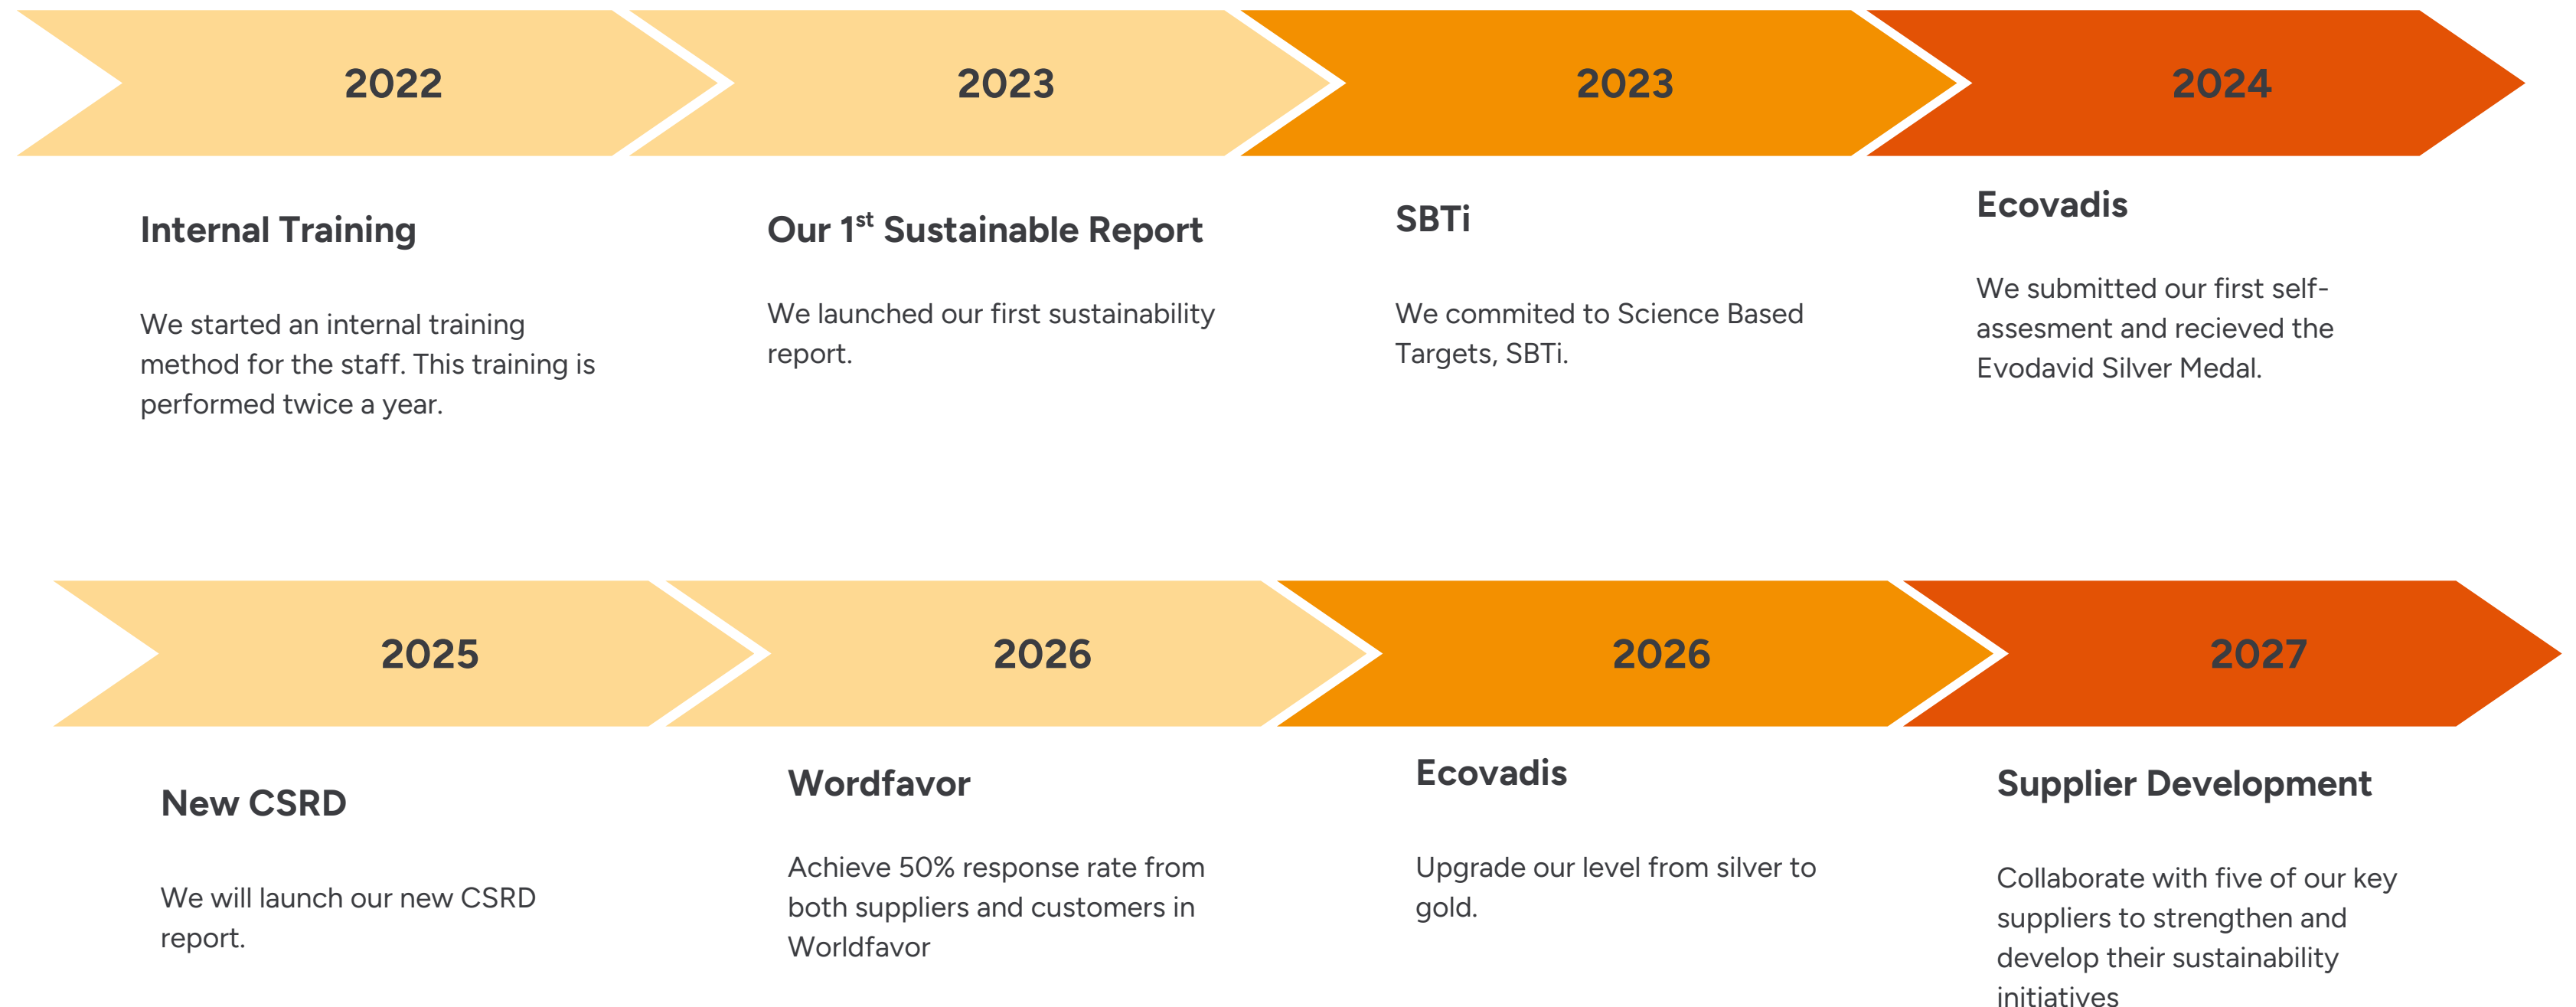 2022
2023
2023
2024
Internal Training
We started an internal training
method for the staff. This training is
performed twice a year.
Our 1st Sustainable Report
We launched our first sustainability
report.
SBTi
We commited to Science Based
Targets, SBTi.
Ecovadis
We submitted our first self-
assesment and recieved the
Evodavid Silver Medal.
2025
2026
2026
2027
New CSRD
We will launch our new CSRD
report.
Wordfavor
Achieve 50% response rate from
both suppliers and customers in
Worldfavor
Ecovadis
Upgrade our level from silver to
gold.
Supplier Development
Collaborate with five of our key
suppliers to strengthen and
develop their sustainability
initiatives